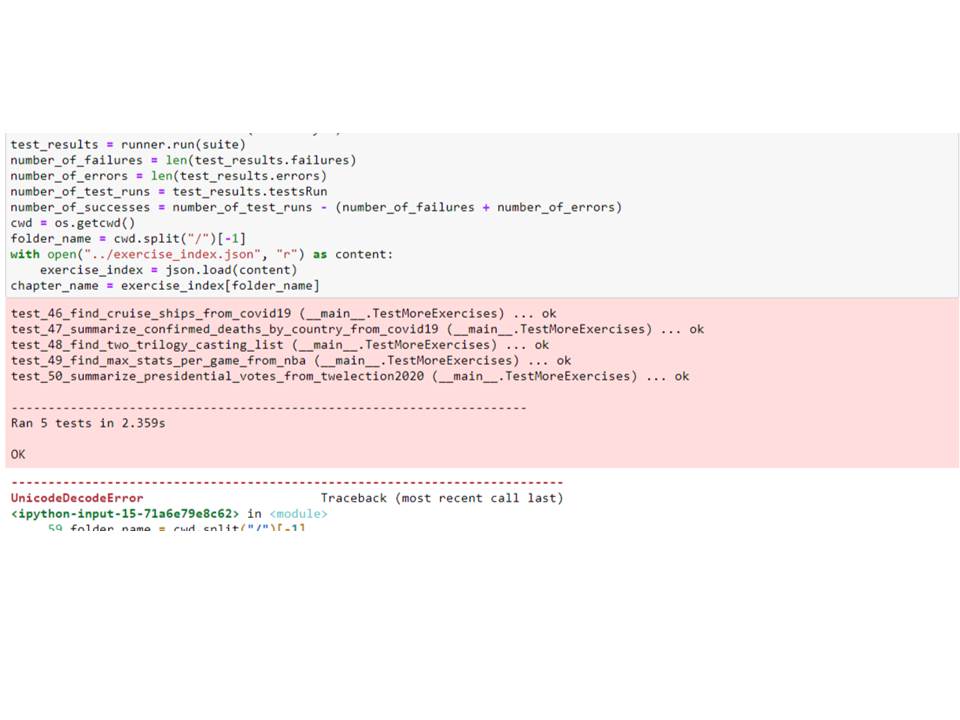 test_results = runner.run(suite)
number_of_failures = len(test_results.failures)
number_of_errors = len(test_results.errors)
number_of_test_runs = test_results.testsRun
number_of_successes = number_of_test_runs - (number_of_failures + number_of_errors)
cwd = os.getcwd()
folder_name = cwd.split("/")[-1]
with open("../exercise_index.json", "r") as content:
    exercise_index = json.load(content)
chapter_name = exercise_index[folder_name]
test_46_find_cruise_ships_from_covid19 (__main__.TestMoreExercises) ... ok
test_47_summarize_confirmed_deaths_by_country_from_covid19 (__main__.TestMoreExercises) ... ok
test_48_find_two_trilogy_casting_list (__main__.TestMoreExercises) ... ok
test_49_find_max_stats_per_game_from_nba (__main__.TestMoreExercises) ... ok
test_50_summarize_presidential_votes_from_twelection2020 (__main__.TestMoreExercises) ... ok
----------------------------------------------------------------------
Ran 5 tests in 2.359s
OK
---------------------------------------------------------------------------
UnicodeDecodeError                        Traceback (most recent call last)
<ipython-input-15-71a6e79e8c62> in <module>
     59 folder_name = cwd.split("/")[-1]